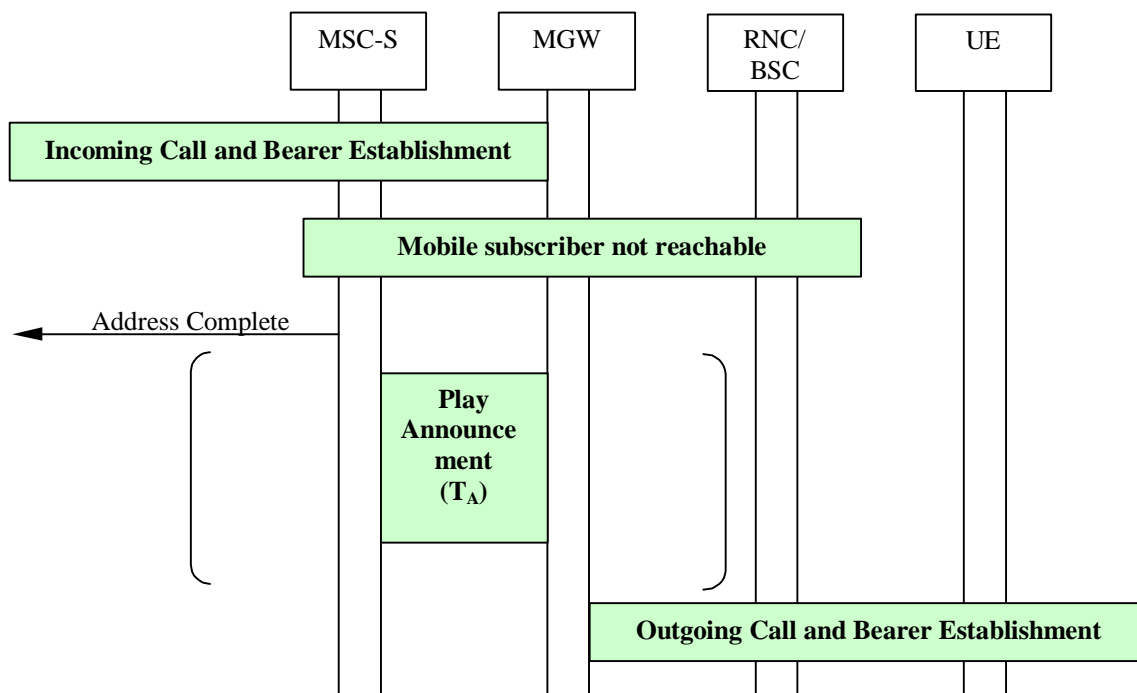 MSC-S
MGW
RNC/
BSC
UE
Incoming Call and Bearer Establishment
Mobile subscriber not reachable
Address Complete
Play
Announce
ment
(TA)
Outgoing Call and Bearer Establishment